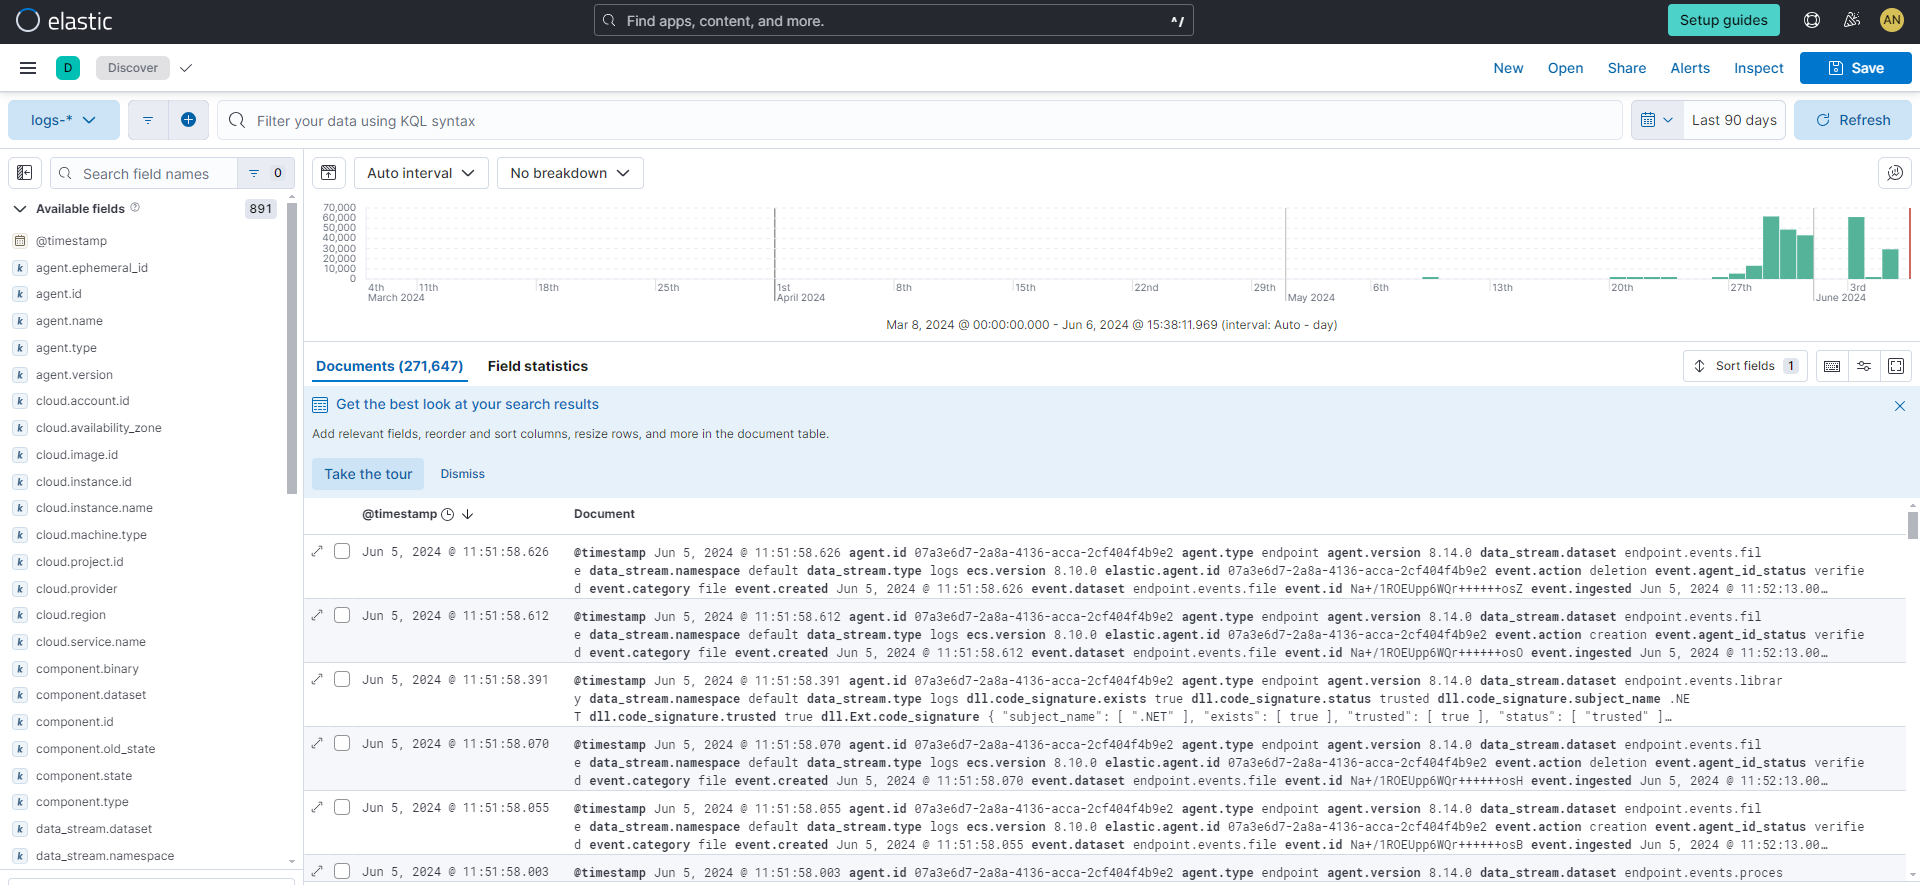 elastic
Find apps, content, and more.
^/
Setup guides
AN
D
Discover
New
Open
Share
Alerts
Inspect
Save
logs-*
Filter your data using KQL syntax
Last 90 days
Refresh
Search field names
0
Auto interval
No breakdown
Available fields
891
@timestamp
k agent.ephemeral_id
k agent.id
k agent.name
k agent.type
k agent.version
k cloud.account.id
k cloud.availability_zone
k cloud.image.id
k cloud.instance.id
k cloud.instance.name
k cloud.machine.type
k cloud.project.id
k cloud.provider
k cloud.region
k cloud.service.name
k component.binary
k component.dataset
k component.id
k component.old_state
k component.state
k component.type
k data_stream.dataset
k data_stream.namespace
70,000
60,000
50,000
40,000
30,000
20,000
10,000
0
4th 11th 18th 25th 1st 8th 15th 22nd 29th 6th 13th 20th 27th 3rd
March 2024 April 2024 May 2024 June 2024
Mar 8, 2024 @ 00:00:00.000 - Jun 6, 2024 @ 15:38:11.969 (interval: Auto - day)
Documents (271,647)
Field statistics
Sort fields 1
Get the best look at your search results
Add relevant fields, reorder and sort columns, resize rows, and more in the document table.
Take the tour
Dismiss
@timestamp
Document
Jun 5, 2024 @ 11:51:58.626
@timestamp Jun 5, 2024 @ 11:51:58.626 agent.id 07a3e6d7-2a8a-4136-acca-2cf404f4b9e2 agent.type endpoint agent.version 8.14.0 data_stream.dataset endpoint.events.fil
e data_stream.namespace default data_stream.type logs ecs.version 8.10.0 elastic.agent.id 07a3e6d7-2a8a-4136-acca-2cf404f4b9e2 event.action deletion event.agent_id_status verifie
d event.category file event.created Jun 5, 2024 @ 11:51:58.626 event.dataset endpoint.events.file event.id Na+/1ROEUpp6WQr++++++osZ event.ingested Jun 5, 2024 @ 11:52:13.00…
Jun 5, 2024 @ 11:51:58.612
@timestamp Jun 5, 2024 @ 11:51:58.612 agent.id 07a3e6d7-2a8a-4136-acca-2cf404f4b9e2 agent.type endpoint agent.version 8.14.0 data_stream.dataset endpoint.events.fil
e data_stream.namespace default data_stream.type logs ecs.version 8.10.0 elastic.agent.id 07a3e6d7-2a8a-4136-acca-2cf404f4b9e2 event.action creation event.agent_id_status verifie
d event.category file event.created Jun 5, 2024 @ 11:51:58.612 event.dataset endpoint.events.file event.id Na+/1ROEUpp6WQr++++++osO event.ingested Jun 5, 2024 @ 11:52:13.00…
Jun 5, 2024 @ 11:51:58.391
@timestamp Jun 5, 2024 @ 11:51:58.391 agent.id 07a3e6d7-2a8a-4136-acca-2cf404f4b9e2 agent.type endpoint agent.version 8.14.0 data_stream.dataset endpoint.events.librar
y data_stream.namespace default data_stream.type logs dll.code_signature.exists true dll.code_signature.status trusted dll.code_signature.subject_name .NE
T dll.code_signature.trusted true dll.Ext.code_signature { "subject_name": [ ".NET" ], "exists": [ true ], "trusted": [ true ], "status": [ "trusted" ]…
Jun 5, 2024 @ 11:51:58.070
@timestamp Jun 5, 2024 @ 11:51:58.070 agent.id 07a3e6d7-2a8a-4136-acca-2cf404f4b9e2 agent.type endpoint agent.version 8.14.0 data_stream.dataset endpoint.events.fil
e data_stream.namespace default data_stream.type logs ecs.version 8.10.0 elastic.agent.id 07a3e6d7-2a8a-4136-acca-2cf404f4b9e2 event.action deletion event.agent_id_status verifie
d event.category file event.created Jun 5, 2024 @ 11:51:58.070 event.dataset endpoint.events.file event.id Na+/1ROEUpp6WQr++++++osH event.ingested Jun 5, 2024 @ 11:52:13.00…
Jun 5, 2024 @ 11:51:58.055
@timestamp Jun 5, 2024 @ 11:51:58.055 agent.id 07a3e6d7-2a8a-4136-acca-2cf404f4b9e2 agent.type endpoint agent.version 8.14.0 data_stream.dataset endpoint.events.fil
e data_stream.namespace default data_stream.type logs ecs.version 8.10.0 elastic.agent.id 07a3e6d7-2a8a-4136-acca-2cf404f4b9e2 event.action creation event.agent_id_status verifie
d event.category file event.created Jun 5, 2024 @ 11:51:58.055 event.dataset endpoint.events.file event.id Na+/1ROEUpp6WQr++++++osB event.ingested Jun 5, 2024 @ 11:52:13.00…
Jun 5, 2024 @ 11:51:58.003
@timestamp Jun 5, 2024 @ 11:51:58.003 agent.id 07a3e6d7-2a8a-4136-acca-2cf404f4b9e2 agent.type endpoint agent.version 8.14.0 data_stream.dataset endpoint.events.proces